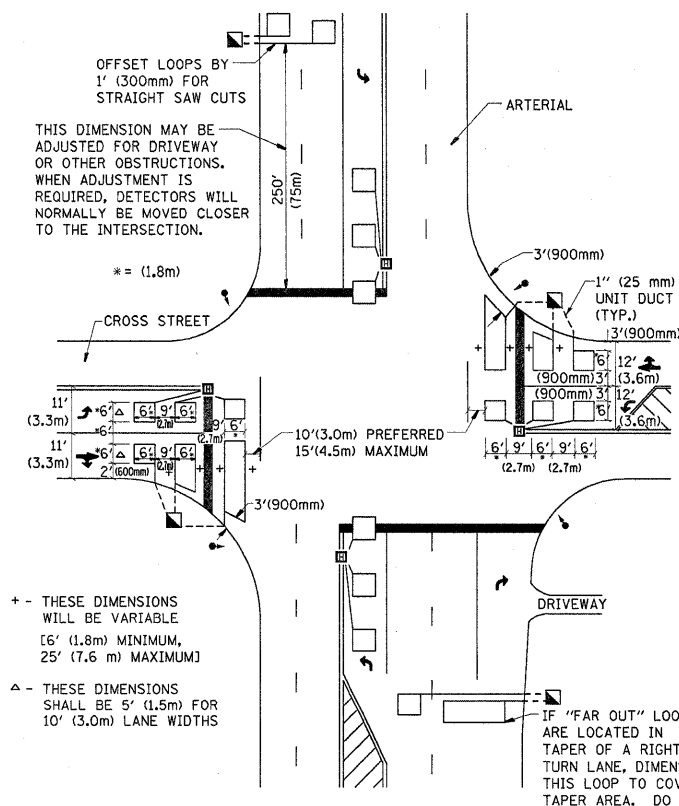 OFFSET LOOPS BY
1' (300mm) FOR
STRAIGHT SAW CUTS
ARTERIAL
THIS DIMENSION MAY BE
ADJUSTED FOR DRIVEWAY
OR OTHER OBSTRUCTIONS.
WHEN ADJUSTMENT IS
REQUIRED, DETECTORS WILL
NORMALLY BE MOVED CLOSER
TO THE INTERSECTION.
250'
(75m)
* = (1.8m)
3'(900mm)
1" (25 mm)
UNIT DUCT
(TYP.)
CROSS STREET
H
3'(900mm)
+ + + +
*6' 12'
(900mm) 3' (3.6m)
(900mm) 3' 12'
*6'
(3.6m)
H
6' 9' 6' 9' 6'
* * *
(2.7m) (2.7m)
H
11'
(3.3m)
*6' △ 6' 9' 6'
(2.7m)
*6'
9' 6'
(2.7m) *
11'
(3.3m)
*6' △ 6' 9' 6'
(2.7m)
2' (600mm) + + +
10'(3.0m) PREFERRED
15'(4.5m) MAXIMUM
3'(900mm)
H
+ - THESE DIMENSIONS
WILL BE VARIABLE
[6' (1.8m) MINIMUM,
25' (7.6 m) MAXIMUM]
DRIVEWAY
△ - THESE DIMENSIONS
SHALL BE 5' (1.5m) FOR
10' (3.0m) LANE WIDTHS
IF "FAR OUT" LOO
ARE LOCATED IN
TAPER OF A RIGHT
TURN LANE, DIMENS
THIS LOOP TO COV
TAPER AREA. DO